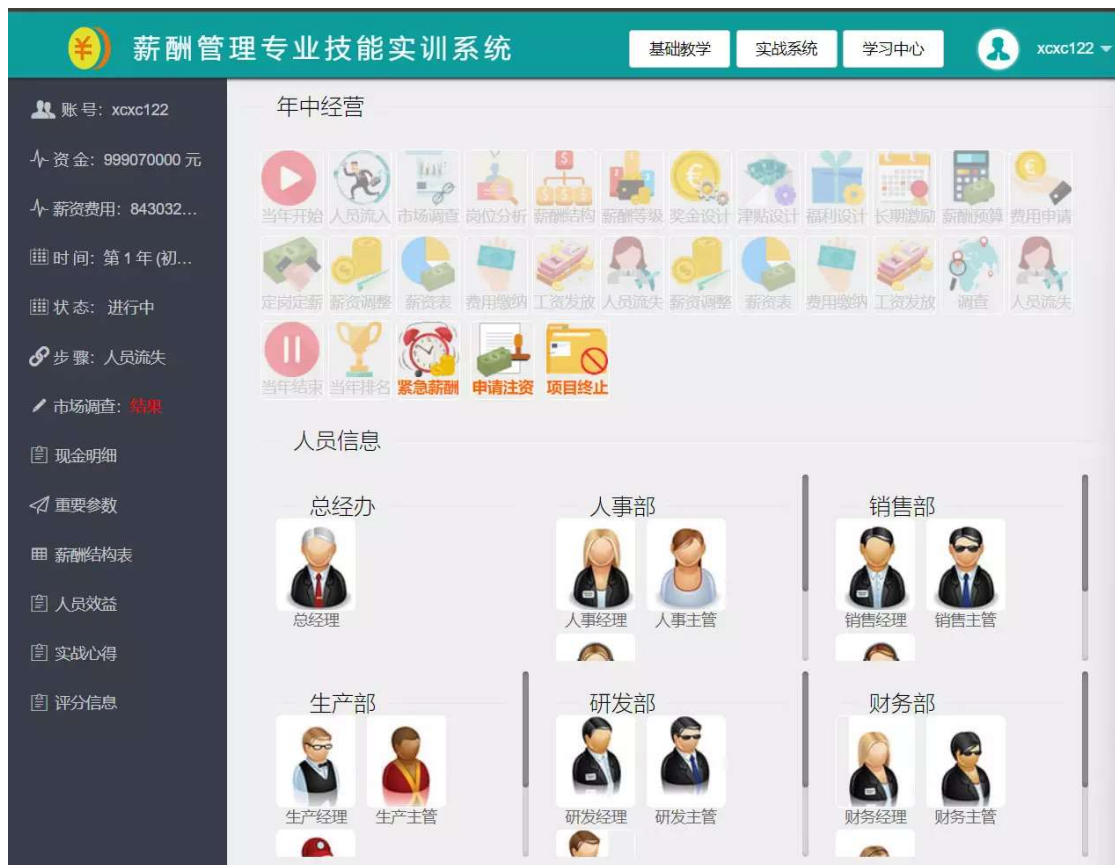 薪酬管理专业技能实训系统
基础教学 实战系统 学习中心 xcxc122
账号: xcxc122
资金: 999070000 元
薪资费用: 843032...
时间: 第 1 年 (初...
状态: 进行中
步骤: 人员流失
市场调查: 结果
现金明细
重要参数
薪酬结构表
人员效益
实战心得
评分信息
年中经营
当年开始 人员流入 市场调查 岗位分析 薪酬结构 薪酬等级 奖金设计 津贴设计 福利设计 长期激励 薪酬预算 费用申请
定岗定薪 薪资调整 薪资表 费用缴纳 工资发放 人员流失 薪资调整 薪资表 费用缴纳 工资发放 调查 人员流失
当年结束 当年排名 紧急薪酬 申请注资 项目终止
人员信息
总经办 人事部 销售部
总经理 人事经理 人事主管 销售经理 销售主管
生产部 研发部 财务部
生产经理 生产主管 研发经理 研发主管 财务经理 财务主管